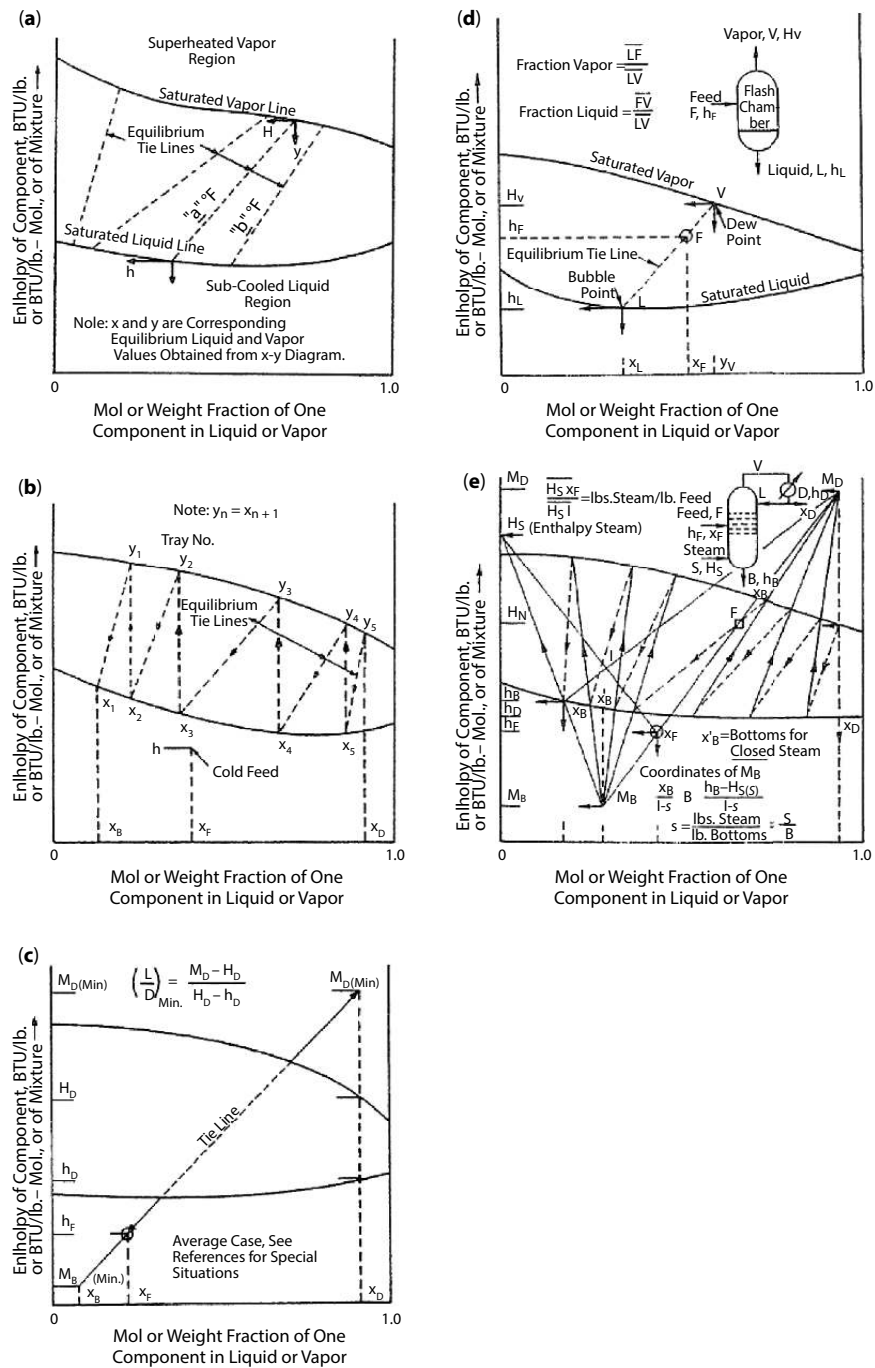 (a)
Enlholpy of Component, BTU/lb.
or BTU/lb.– Mol., or of Mixture
Superheated Vapor
Region
Saturated Vapor Line
H
y
Equilibrium
Tie Lines
"a" °F
"b" °F
Saturated Liquid Line
h
Sub-Cooled Liquid
Region
Nole: x and y are Corresponding
Equilibrium Liquid and Vapor
Values Obtained from x-y Diagram.
0
1.0
Mol or Weight Fraction of One
Component in Liquid or Vapor
(b)
Enlholpy of Component, BTU/lb.
or BTU/lb.– Mol., or of Mixture
Note: yn = xn + 1
Tray No.
y1
y2
y3
y4
y5
Equilibrium
Tie Lines
x1
x2
x3
x4
x5
h
Cold Feed
xB
xF
xD
0
1.0
Mol or Weight Fraction of One
Component in Liquid or Vapor
(c)
Enlholpy of Component, BTU/lb.
or BTU/lb.– Mol., or of Mixture
MD(Min)
(L/D)Min. = MD – HD / HD – hD
MD(Min)
HD
Tie Line
hD
hF
Average Case, See
References for Special
Situations
MB (Min.)
xB
xF
xD
0
1.0
Mol or Weight Fraction of One
Component in Liquid or Vapor
(d)
Enlholpy of Component, BTU/lb.
or BTU/lb.– Mol., or of Mixture
Vapor, V, Hv
Fraction Vapor = LF / LV
Fraction Liquid = FV / LV
Feed
F, hF
Flash
Cham-
ber
Liquid, L, hL
Saturated Vapor
HV
V
hF
F
Dew
Point
Equilibrium Tie Line
Bubble
Point
L
Saturated Liquid
hL
xL
xF
yV
0
1.0
Mol or Weight Fraction of One
Component in Liquid or Vapor
(e)
Enlholpy of Component, BTU/lb.
or BTU/lb.– Mol., or of Mixture
V
MD
HS xF / HS I = lbs.Steam/lb. Feed
L
D,hD
xD
MD
HS (Enthalpy Steam)
Feed, F
hF, xF
Steam
S, HS
B, hB
xB
HN
F
I
hB
hD
hF
xB
xB
xF
xD
x'B=Bottoms for
Closed Steam
Coordinates of MB
MB
MB
xB / I-s B hB–HS(S) / I-s
s = lbs. Steam / lb. Bottoms = S / B
0
1.0
Mol or Weight Fraction of One
Component in Liquid or Vapor